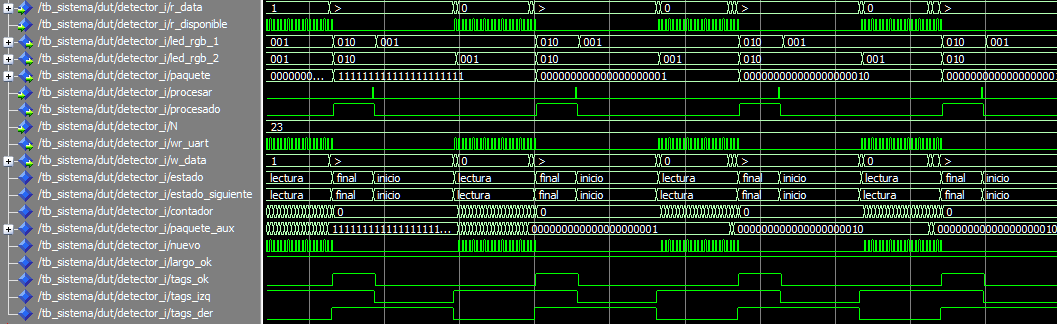 /tb_sistema/dut/detector_i/r_data 1 > 0 > 0 > 0 >
/tb_sistema/dut/detector_i/r_disponible
/tb_sistema/dut/detector_i/led_rgb_1 001 010 001 010 001 010 001 010 001
/tb_sistema/dut/detector_i/led_rgb_2 001 010 001 010 001 010 001 010
/tb_sistema/dut/detector_i/paquete 0000000...
/tb_sistema/dut/detector_i/procesar
/tb_sistema/dut/detector_i/procesado
/tb_sistema/dut/detector_i/N 23
/tb_sistema/dut/detector_i/wr_uart
/tb_sistema/dut/detector_i/w_data 1 > 0 > 0 > 0 >
/tb_sistema/dut/detector_i/estado lectura final inicio lectura final inicio lectura final inicio lectura final inicio
/tb_sistema/dut/detector_i/estado_siguiente lectura final inicio lectura final inicio lectura final inicio lectura final inicio
/tb_sistema/dut/detector_i/contador 0 0 0 0
/tb_sistema/dut/detector_i/paquete_aux
/tb_sistema/dut/detector_i/nuevo
/tb_sistema/dut/detector_i/largo_ok
/tb_sistema/dut/detector_i/tags_ok
/tb_sistema/dut/detector_i/tags_izq
/tb_sistema/dut/detector_i/tags_der